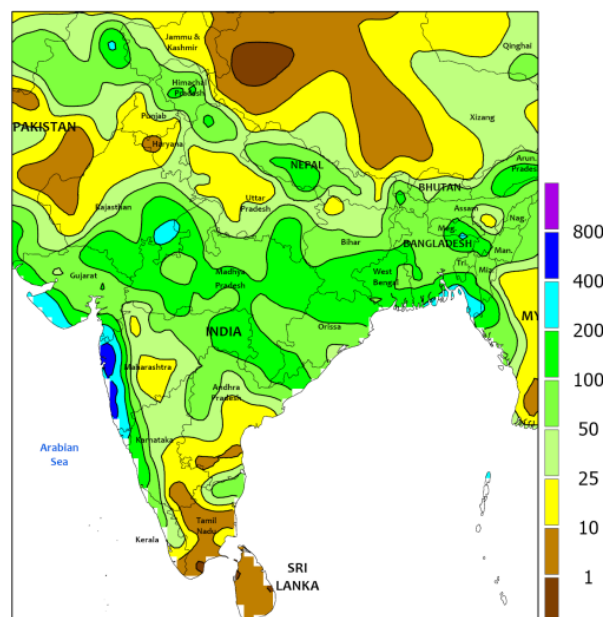 Jammu &
Kashmir
Qinghai
Himachal
Pradesh
Xizang
Punjab
PAKISTAN
Haryana
NEPAL
Arun.
Pradesh
BHUTAN
Uttar
Pradesh
Rajasthan
Assam
Nag.
Meg.
Bihar
BANGLADESH
Man.
Tri.
Miz.
Gujarat
Madhya
Pradesh
West
Bengal
INDIA
Orissa
MY
Maharashtra
Andhra
Pradesh
Karnataka
Arabian
Sea
Tamil
Nadu
Kerala
SRI
LANKA
800
400
200
100
50
25
10
1